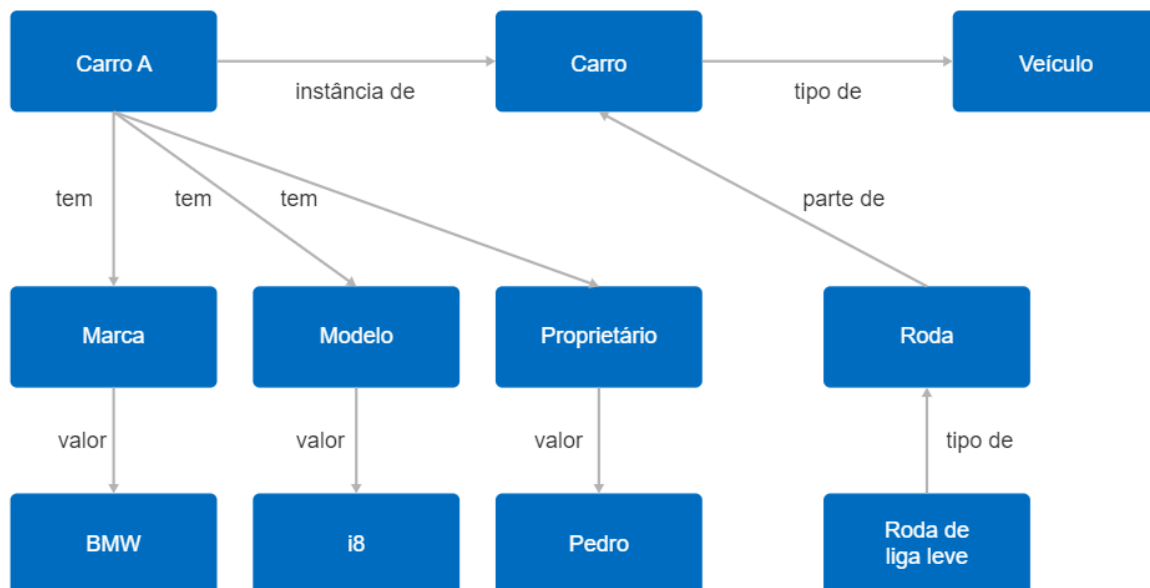 Carro A
Carro
Veículo
instância de
tipo de
tem
tem
tem
parte de
Marca
Modelo
Proprietário
Roda
valor
valor
valor
tipo de
BMW
i8
Pedro
Roda de
liga leve